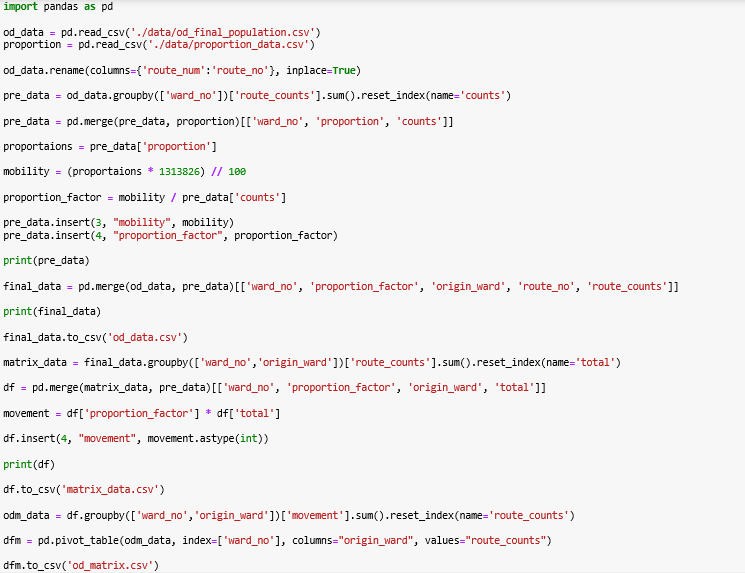 import pandas as pd
od_data = pd.read_csv('./data/od_final_population.csv')
proportion = pd.read_csv('./data/proportion_data.csv')
od_data.rename(columns={'route_num':'route_no'}, inplace=True)
pre_data = od_data.groupby(['ward_no'])['route_counts'].sum().reset_index(name='counts')
pre_data = pd.merge(pre_data, proportion)[['ward_no', 'proportion', 'counts']]
proportaions = pre_data['proportion']
mobility = (proportaions * 1313826) // 100
proportion_factor = mobility / pre_data['counts']
pre_data.insert(3, "mobility", mobility)
pre_data.insert(4, "proportion_factor", proportion_factor)
print(pre_data)
final_data = pd.merge(od_data, pre_data)[['ward_no', 'proportion_factor', 'origin_ward', 'route_no', 'route_counts']]
print(final_data)
final_data.to_csv('od_data.csv')
matrix_data = final_data.groupby(['ward_no','origin_ward'])['route_counts'].sum().reset_index(name='total')
df = pd.merge(matrix_data, pre_data)[['ward_no', 'proportion_factor', 'origin_ward', 'total']]
movement = df['proportion_factor'] * df['total']
df.insert(4, "movement", movement.astype(int))
print(df)
df.to_csv('matrix_data.csv')
odm_data = df.groupby(['ward_no','origin_ward'])['movement'].sum().reset_index(name='route_counts')
dfm = pd.pivot_table(odm_data, index=['ward_no'], columns="origin_ward", values="route_counts")
dfm.to_csv('od_matrix.csv')